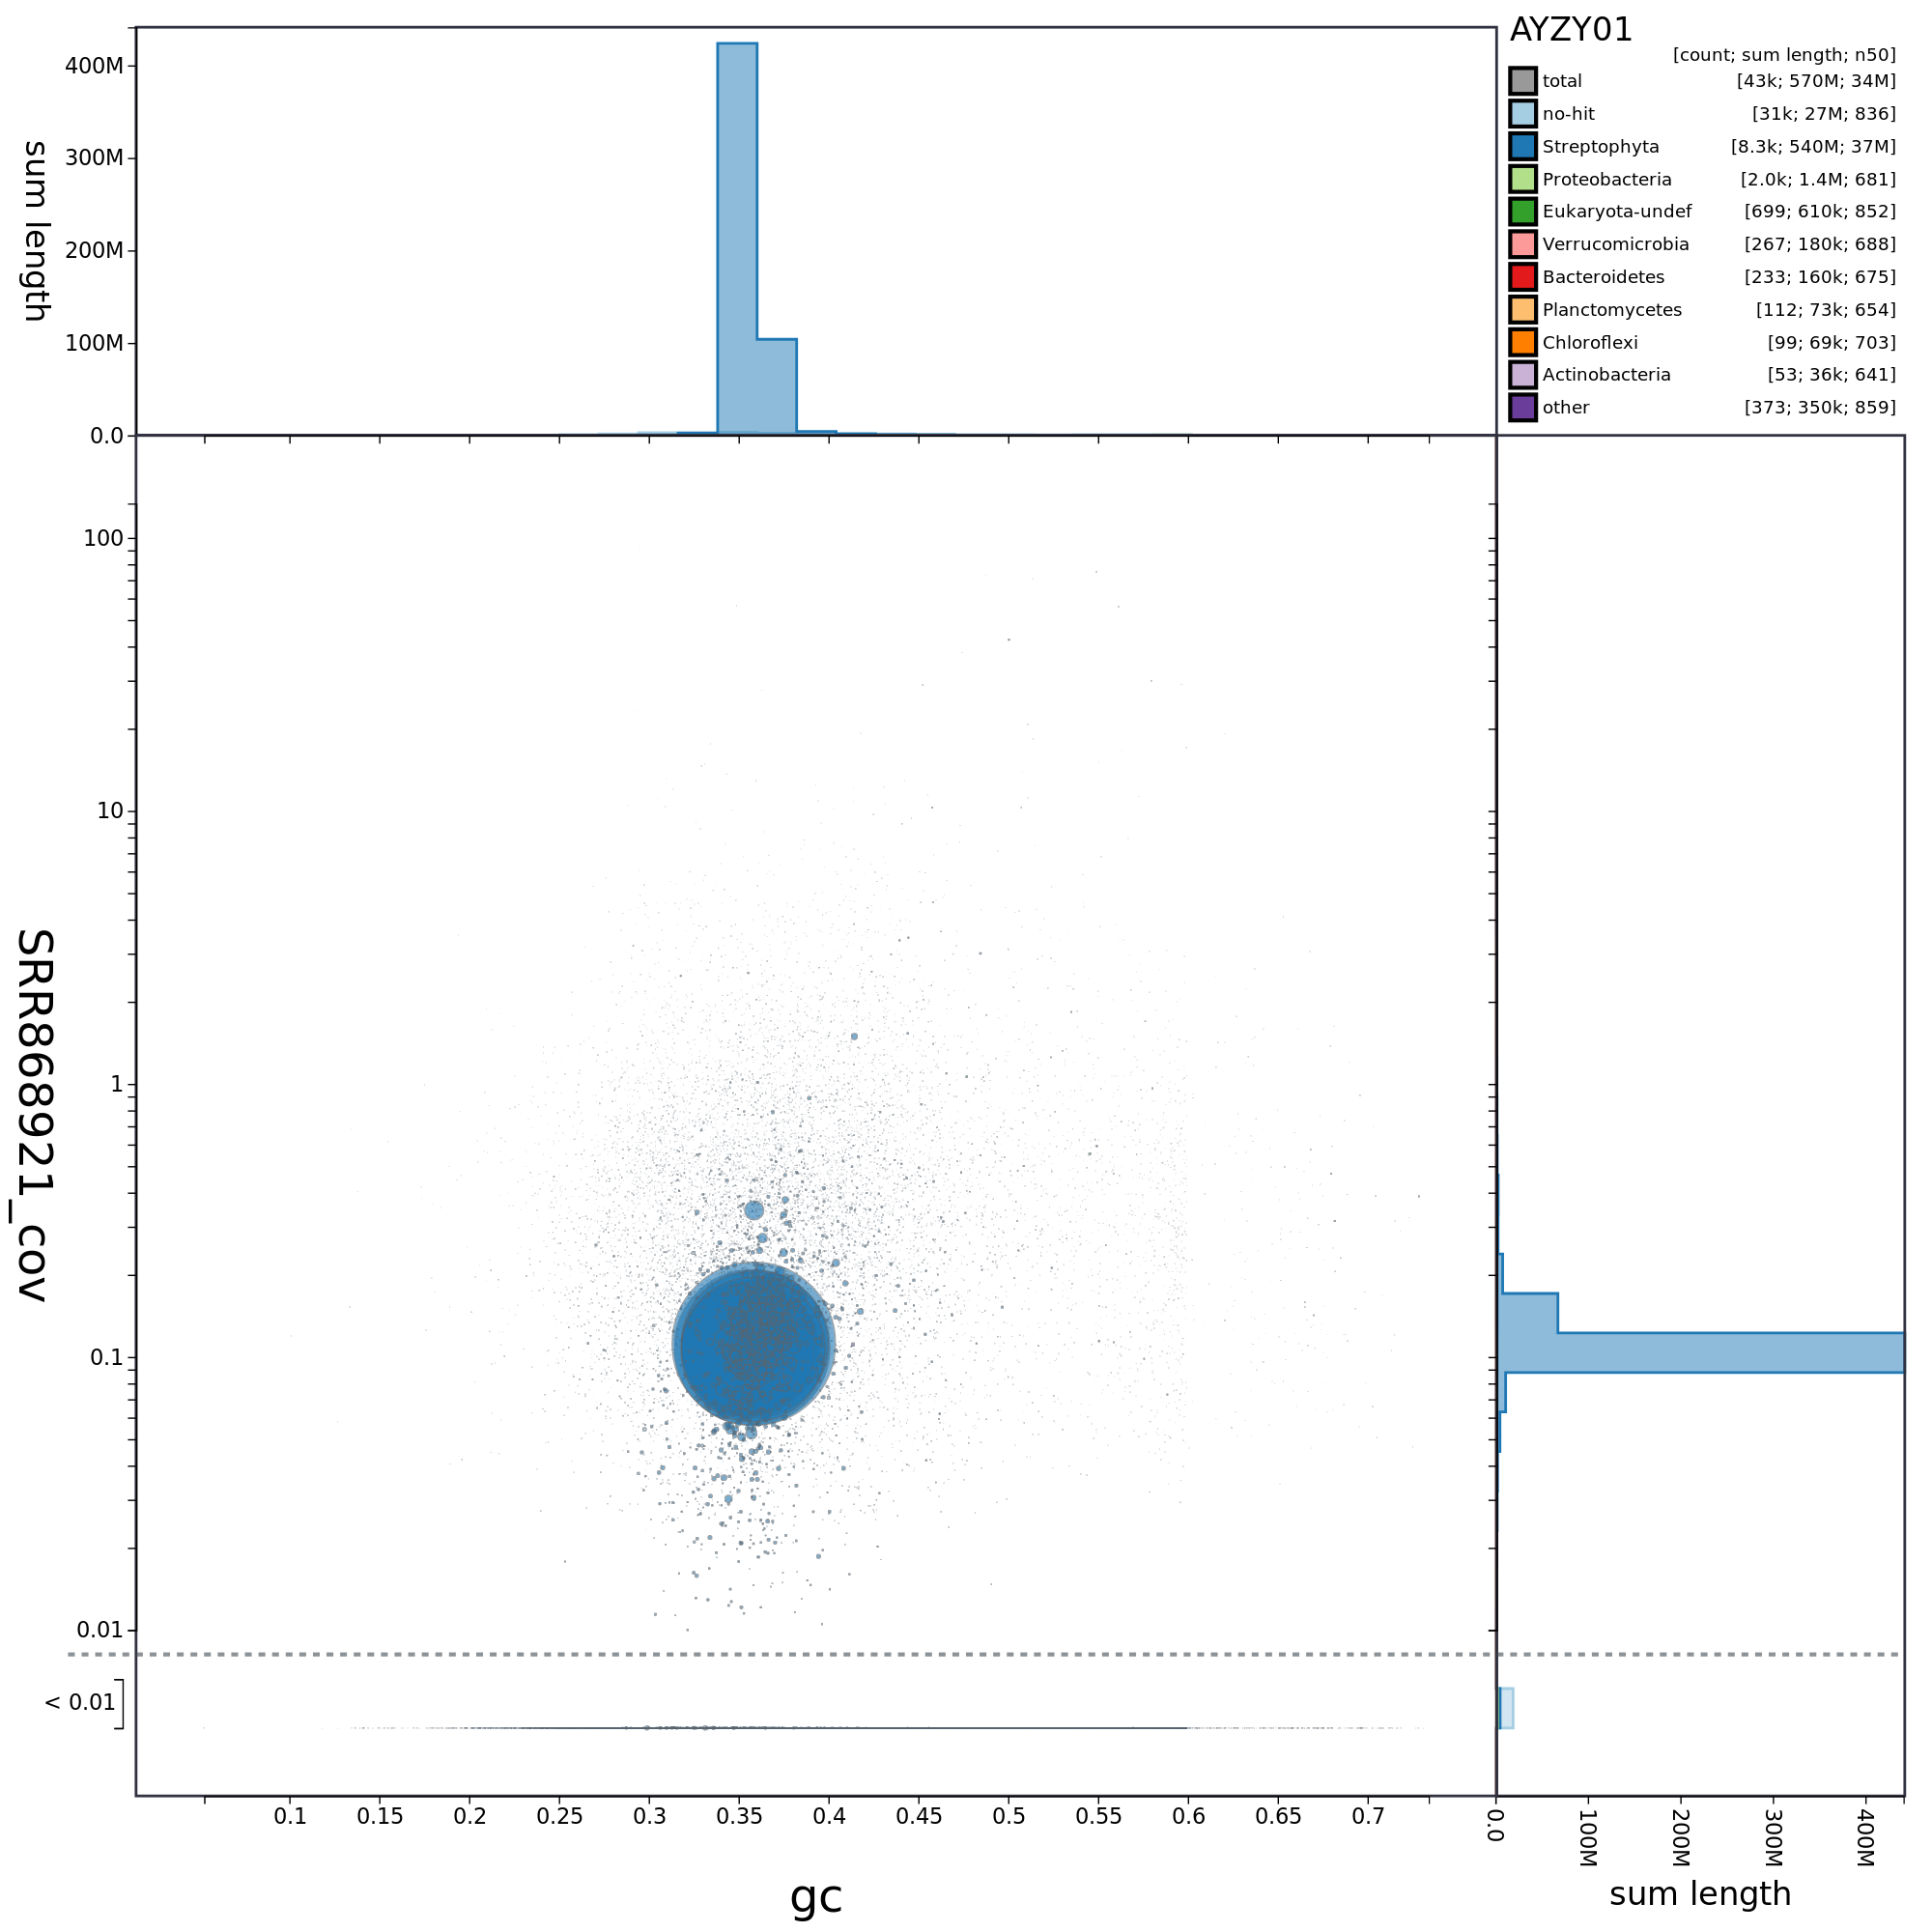 AYZY01
[count; sum length; n50]
total [43k; 570M; 34M]
no-hit [31k; 27M; 836]
Streptophyta [8.3k; 540M; 37M]
Proteobacteria [2.0k; 1.4M; 681]
Eukaryota-undef [699; 610k; 852]
Verrucomicrobia [267; 180k; 688]
Bacteroidetes [233; 160k; 675]
Planctomycetes [112; 73k; 654]
Chloroflexi [99; 69k; 703]
Actinobacteria [53; 36k; 641]
other [373; 350k; 859]
sum length
400M
300M
200M
100M
0.0
SRR868921_cov
100
10
1
0.1
0.01
< 0.01
0.1 0.15 0.2 0.25 0.3 0.35 0.4 0.45 0.5 0.55 0.6 0.65 0.7
gc
0.0 100M 200M 300M 400M
sum length